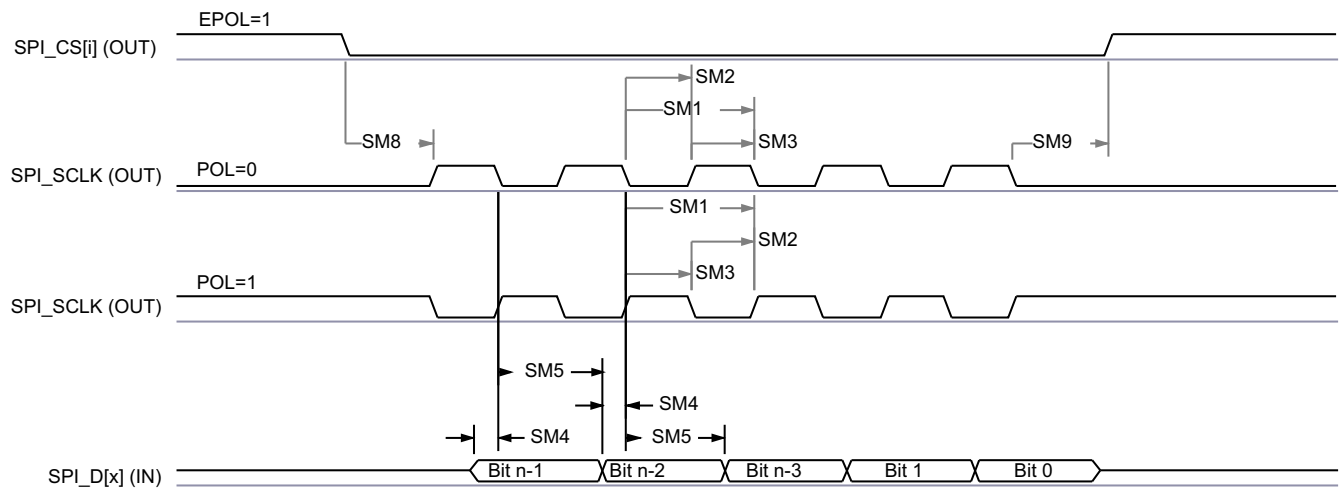 EPOL=1
SPI_CS[i] (OUT)
SM2
SM1
SM8
SM3
SM9
POL=0
SPI_SCLK (OUT)
SM1
SM2
SM3
POL=1
SPI_SCLK (OUT)
SM5
SM4
SM4
SM5
SPI_D[x] (IN)
Bit n-1
Bit n-2
Bit n-3
Bit 1
Bit 0